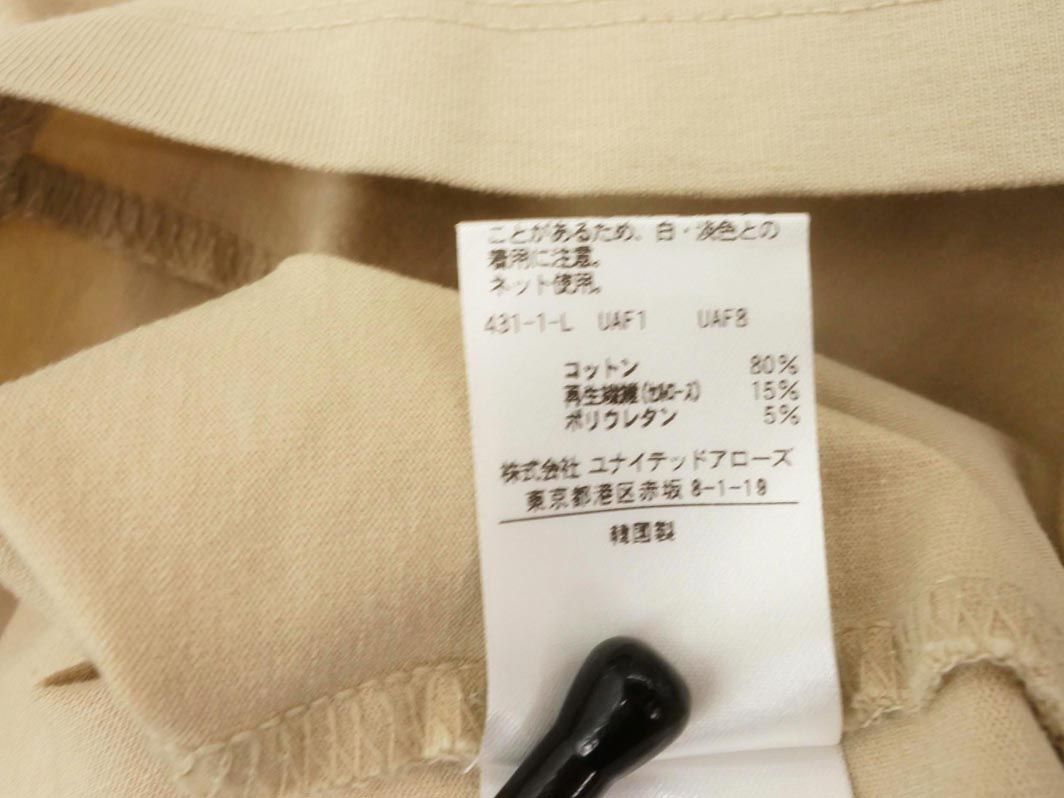 ことがあるため、白・淡色との
着用に注意。
ネット使用。
431-1-L UAF1 UAF8
コットン 80%
再生繊維(セルロース) 15%
ポリウレタン 5%
株式会社 ユナイテッドアローズ
東京都港区赤坂 8-1-19
韓国製